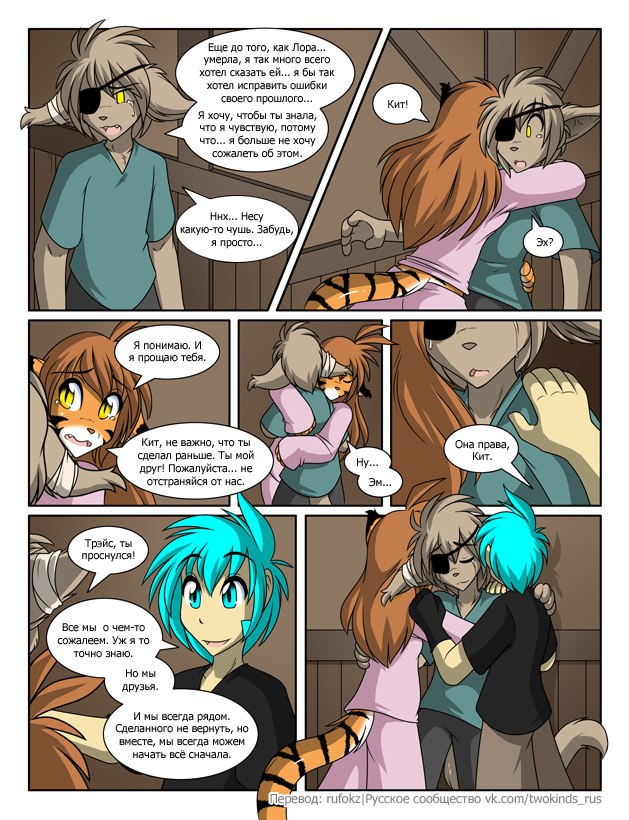 Еще до того, как Лора...
умерла, я так много всего
хотел сказать ей... я бы так
хотел исправить ошибки
своего прошлого...
Я хочу, чтобы ты знала,
что я чувствую, потому
что... я больше не хочу
сожалеть об этом.
Ннх... Несу
какую-то чушь. Забудь,
я просто...
Кит!
Эх?
Я понимаю. И
я прощаю тебя.
Кит, не важно, что ты
сделал раньше. Ты мой
друг! Пожалуйста... не
отстраняйся от нас.
Ну...
Эм...
Она права,
Кит.
Трэйс, ты
проснулся!
Все мы о чем-то
сожалеем. Уж я то
точно знаю.
Но мы
друзья.
И мы всегда рядом.
Сделанного не вернуть, но
вместе, мы всегда можем
начать всё сначала.
Перевод: rufokz|Русское сообщество vk.com/twokinds_rus